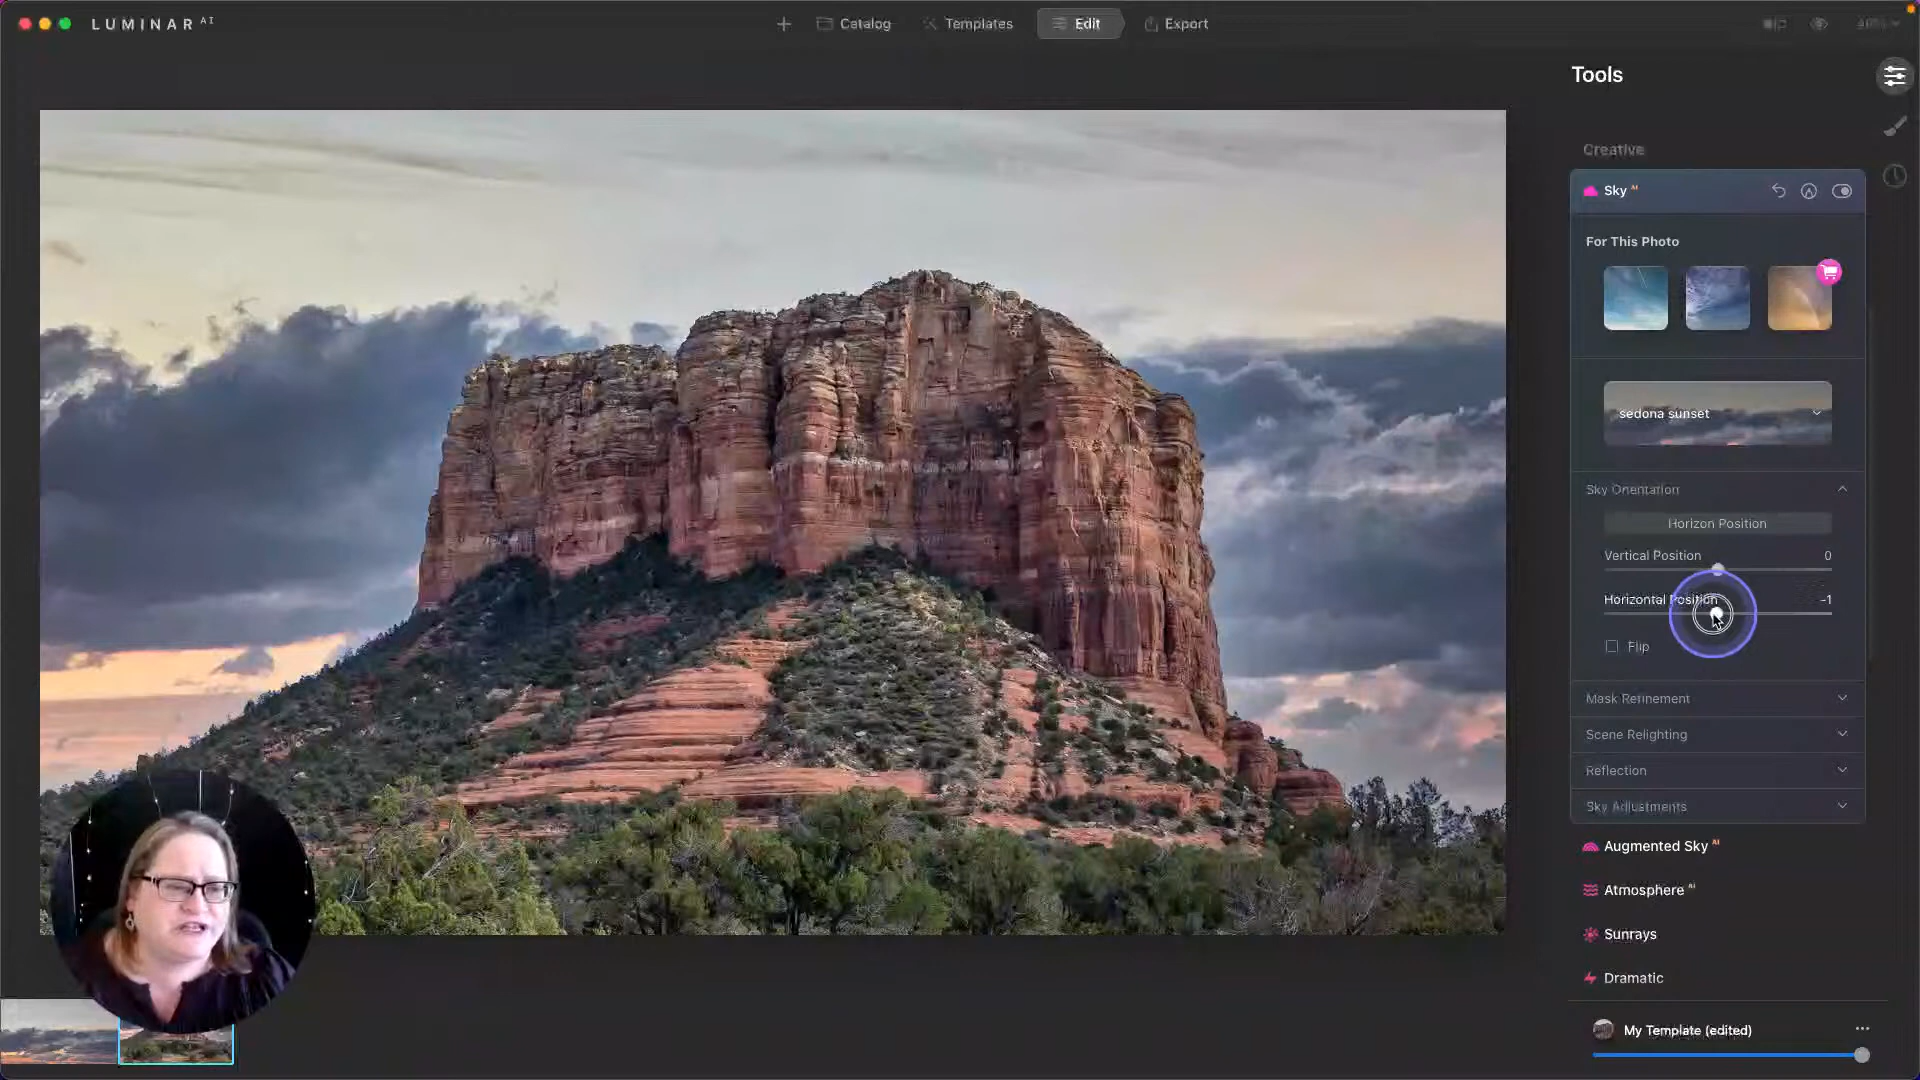 LUMINAR AI
Catalog
Templates
Edit
Export
Tools
Creative
Sky AI
For This Photo
sedona sunset
Sky Orientation
Horizon Position
Vertical Position 0
Horizontal Position -1
Flip
Mask Refinement
Scene Relighting
Reflection
Sky Adjustments
Augmented Sky AI
Atmosphere AI
Sunrays
Dramatic
My Template (edited)